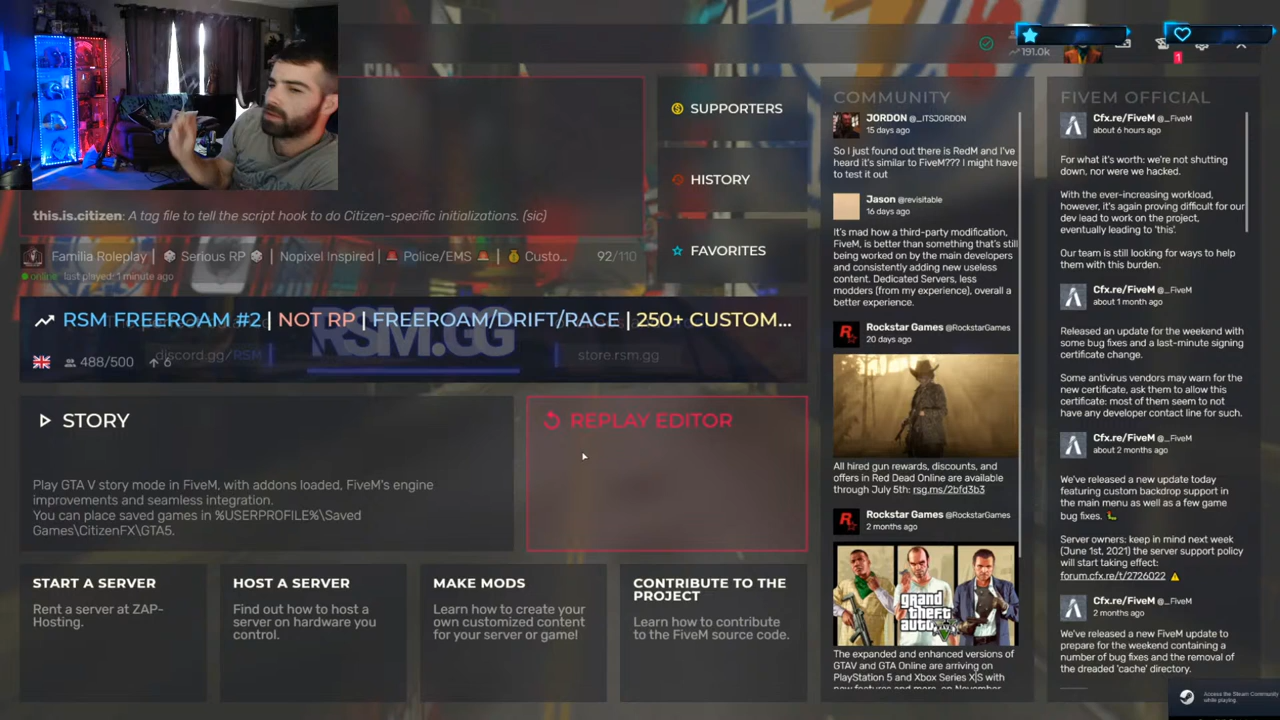 191.0k
1
this.is.citizen: A tag file to tell the script hook to do Citizen-specific initializations. (sic)
Familia Roleplay | Serious RP | Nopixel Inspired | Police/EMS | Custo...
92/110
online last played: 1 minute ago
RSM FREEROAM #2 | NOT RP | FREEROAM/DRIFT/RACE | 250+ CUSTOM...
discord.gg/RSM
RSM.GG
store.rsm.gg
488/500
6
STORY
Play GTA V story mode in FiveM, with addons loaded, FiveM's engine
improvements and seamless integration.
You can place saved games in %USERPROFILE%\Saved
Games\CitizenFX\GTA5.
REPLAY EDITOR
START A SERVER
Rent a server at ZAP-
Hosting.
HOST A SERVER
Find out how to host a
server on hardware you
control.
MAKE MODS
Learn how to create your
own customized content
for your server or game!
CONTRIBUTE TO THE
PROJECT
Learn how to contribute
to the FiveM source code.
SUPPORTERS
HISTORY
FAVORITES
COMMUNITY
JORDON @_ITSJORDON
15 days ago
So I just found out there is RedM and I've
heard it's similar to FiveM??? I might have
to test it out
Jason @revisitable
16 days ago
It's mad how a third-party modification,
FiveM, is better than something that's still
being worked on by the main developers
and consistently adding new useless
content. Dedicated Servers, less
modders (from my experience), overall a
better experience.
Rockstar Games @RockstarGames
20 days ago
All hired gun rewards, discounts, and
offers in Red Dead Online are available
through July 5th: rsg.ms/2bfd3b3
Rockstar Games @RockstarGames
2 months ago
grand
theft
auto
V
The expanded and enhanced versions of
GTAV and GTA Online are arriving on
PlayStation 5 and Xbox Series X|S with
new features and more, on November
FIVEM OFFICIAL
Cfx.re/FiveM @_FiveM
about 6 hours ago
For what it's worth: we're not shutting
down, nor were we hacked.
With the ever-increasing workload,
however, it's again proving difficult for our
dev lead to work on the project,
eventually leading to 'this'.
Our team is still looking for ways to
help them with this burden.
Cfx.re/FiveM @_FiveM
about 1 month ago
Released an update for the weekend with
some bug fixes and a last-minute signing
certificate change.
Some antivirus vendors may warn for the
new certificate, ask them to allow this
certificate: most of them seem to not
have any developer contact line for such.
Cfx.re/FiveM @_FiveM
about 2 months ago
We've released a new update today
featuring custom backdrop support in
the main menu as well as a few game
bug fixes.
Server owners: keep in mind next week
(June 1st, 2021) the server support policy
will start taking effect:
forum.cfx.re/t/2726022
Cfx.re/FiveM @_FiveM
2 months ago
We've released a new FiveM update to
prepare for the weekend containing a
number of bug fixes and the removal of
the dreaded 'cache' directory.
Access the Steam Community
while playing.